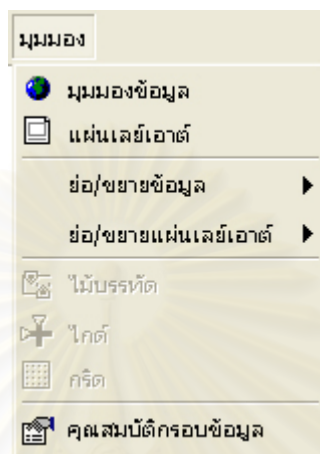 มุมมอง
มุมมองข้อมูล
แผ่นเลย์เอาต์
ย่อ/ขยายข้อมูล
ย่อ/ขยายแผ่นเลย์เอาต์
ไม้บรรทัด
ไกด์
กริด
คุณสมบัติกรอบข้อมูล